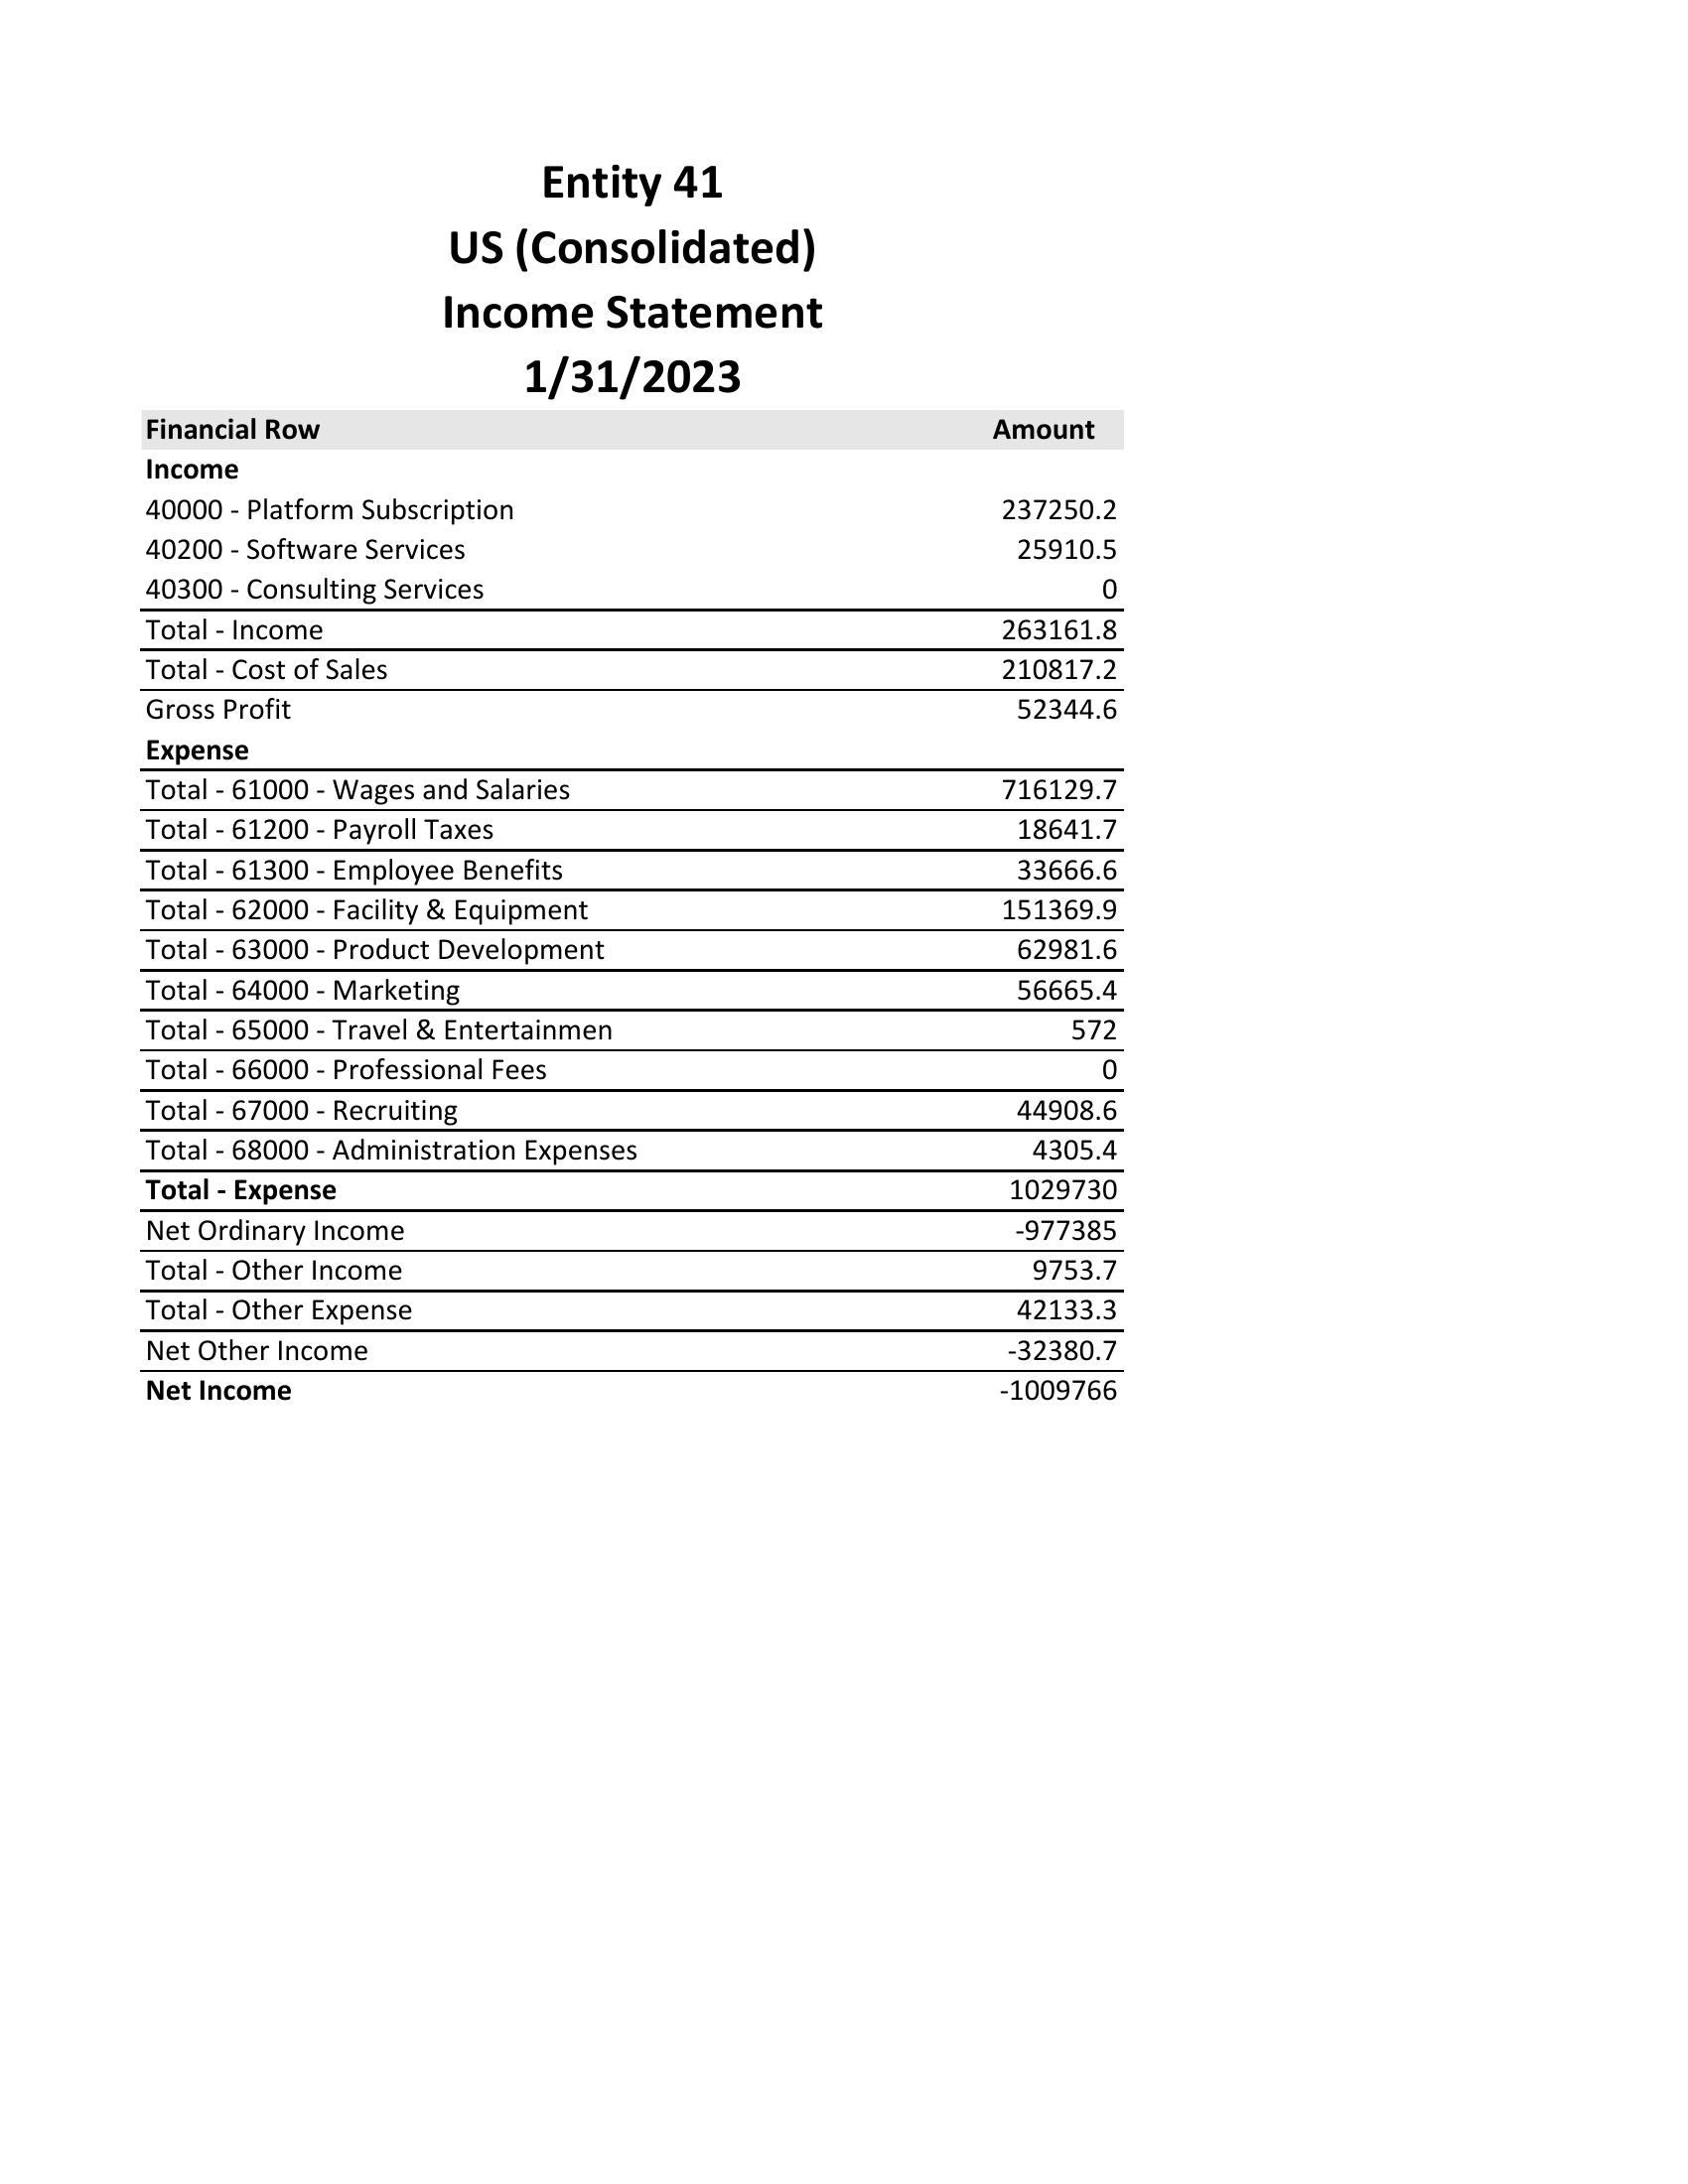 Entity 41
US (Consolidated)
Income Statement
1/31/2023
Financial Row Amount
Income
40000 - Platform Subscription 237250.2
40200 - Software Services 25910.5
40300 - Consulting Services 0
Total - Income 263161.8
Total - Cost of Sales 210817.2
Gross Profit 52344.6
Expense
Total - 61000 - Wages and Salaries 716129.7
Total - 61200 - Payroll Taxes 18641.7
Total - 61300 - Employee Benefits 33666.6
Total - 62000 - Facility & Equipment 151369.9
Total - 63000 - Product Development 62981.6
Total - 64000 - Marketing 56665.4
Total - 65000 - Travel & Entertainmen 572
Total - 66000 - Professional Fees 0
Total - 67000 - Recruiting 44908.6
Total - 68000 - Administration Expenses 4305.4
Total - Expense 1029730
Net Ordinary Income -977385
Total - Other Income 9753.7
Total - Other Expense 42133.3
Net Other Income -32380.7
Net Income -1009766